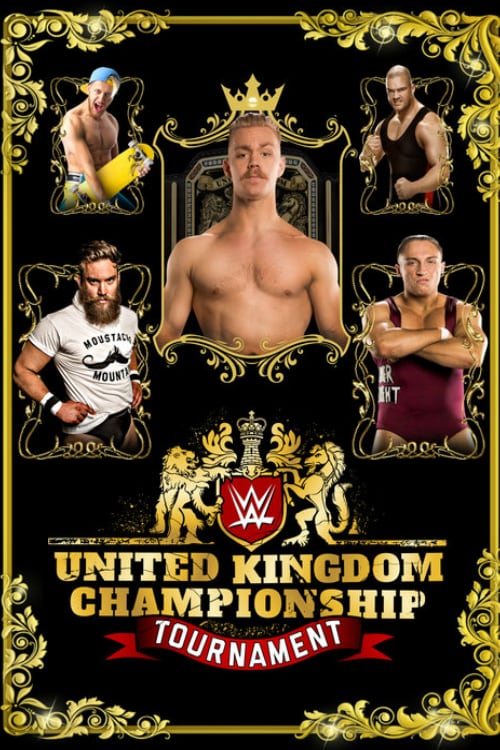 MOUSTACHE
MOUNTAIN
W
UNITED KINGDOM
CHAMPIONSHIP
TOURNAMENT